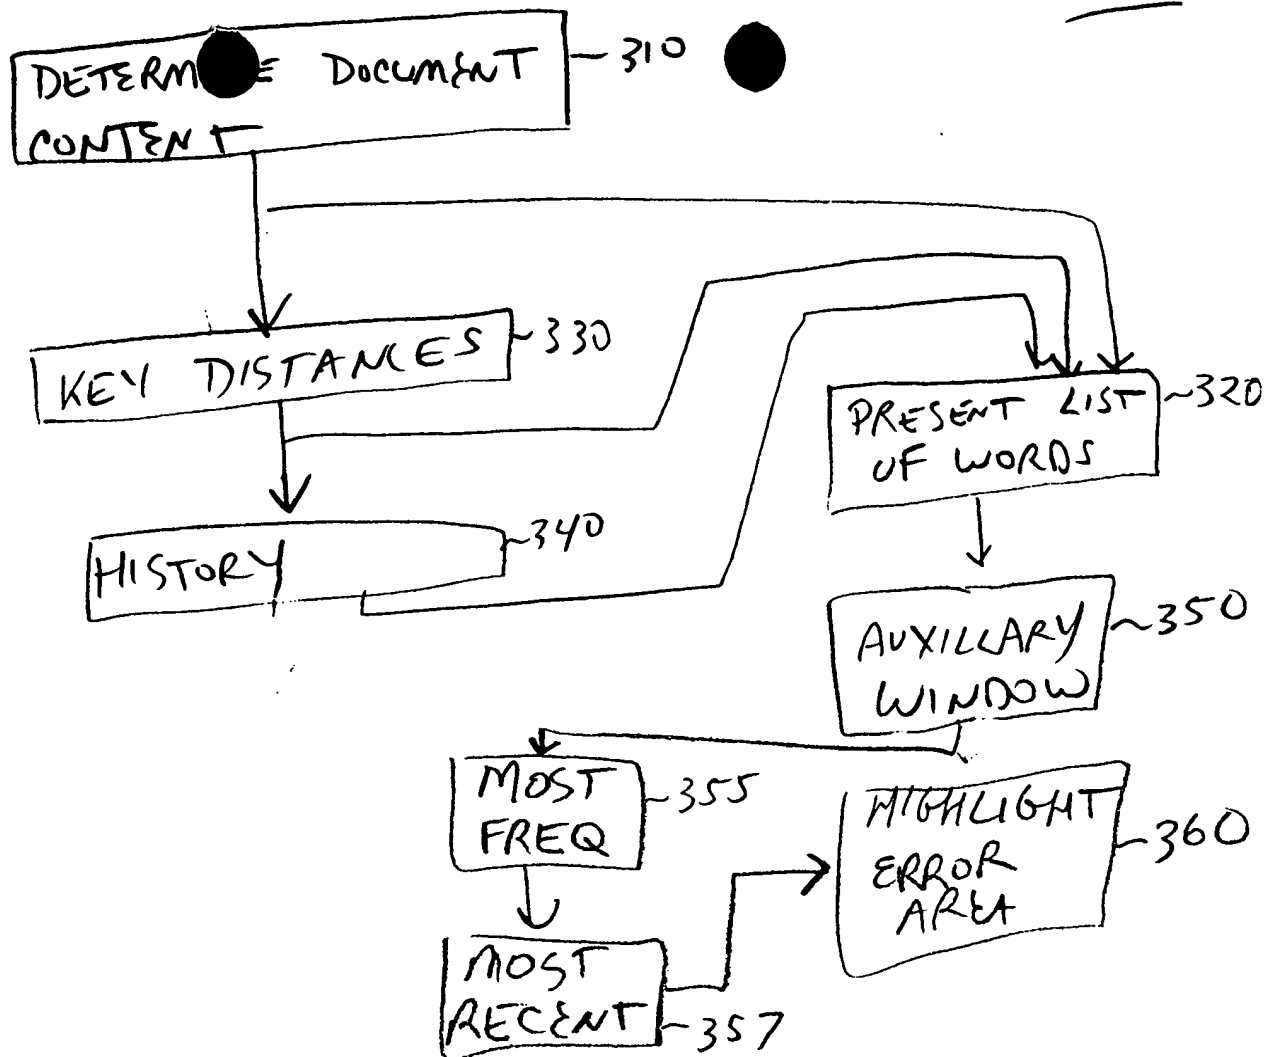 DETERMINE DOCUMENT
CONTENT
310
KEY DISTANCES
330
PRESENT LIST
OF WORDS
320
HISTORY
340
AUXILLARY
WINDOW
350
MOST
FREQ
355
HIGHLIGHT
ERROR
AREA
360
MOST
RECENT
357